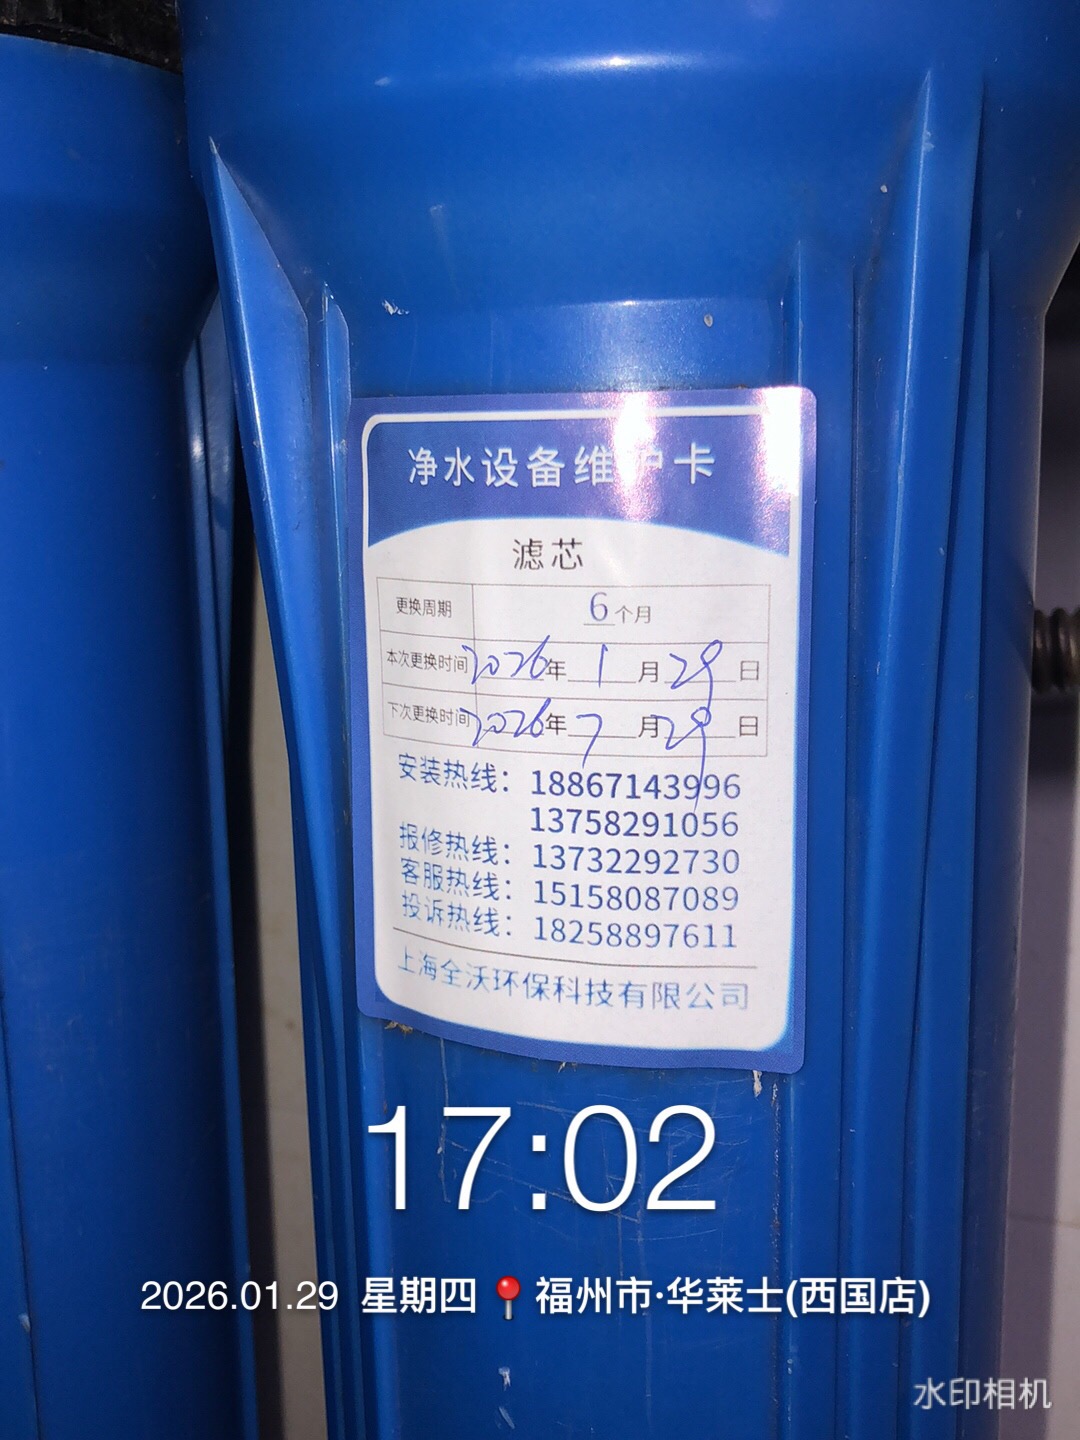 净水设备维护卡
滤芯
更换周期 6个月
本次更换时间 2026年1月29日
下次更换时间 2026年7月29日
安装热线：18867143996
13758291056
报修热线：13732292730
客服热线：15158087089
投诉热线：18258897611
上海全沃环保科技有限公司
17:02
2026.01.29 星期四 📍福州市·华莱士(西国店)
水印相机